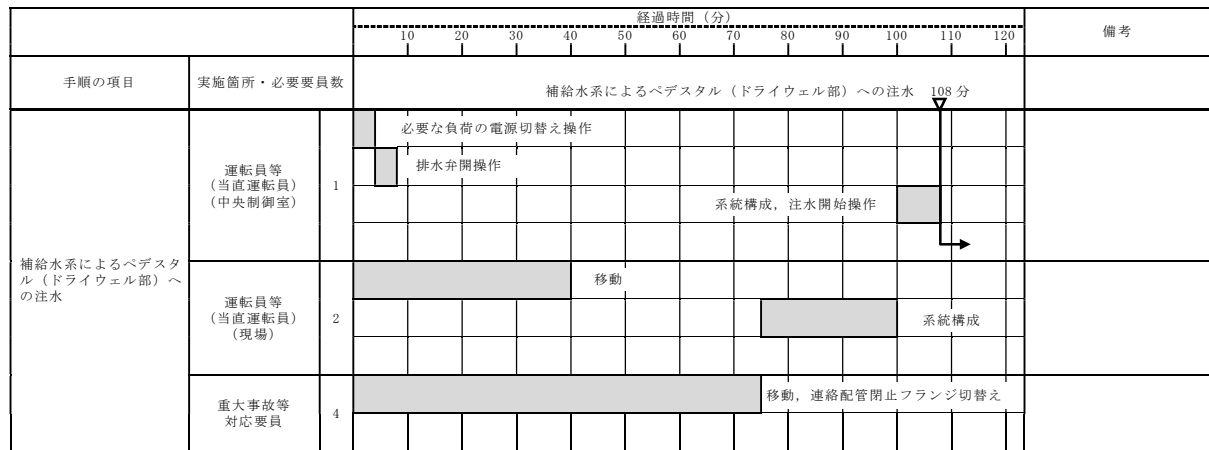 経過時間（分）
備考
10 20 30 40 50 60 70 80 90 100 110 120
手順の項目
実施箇所・必要要員数
補給水系によるペデスタル（ドライウェル部）への注水 108 分
必要な負荷の電源切替え操作
排水弁開操作
運転員等
（当直運転員）
（中央制御室）
1
系統構成，注水開始操作
補給水系によるペデスタ
ル（ドライウェル部）へ
の注水
移動
運転員等
（当直運転員）
（現場）
2
系統構成
移動，連絡配管閉止フランジ切替え
重大事故等
対応要員
4